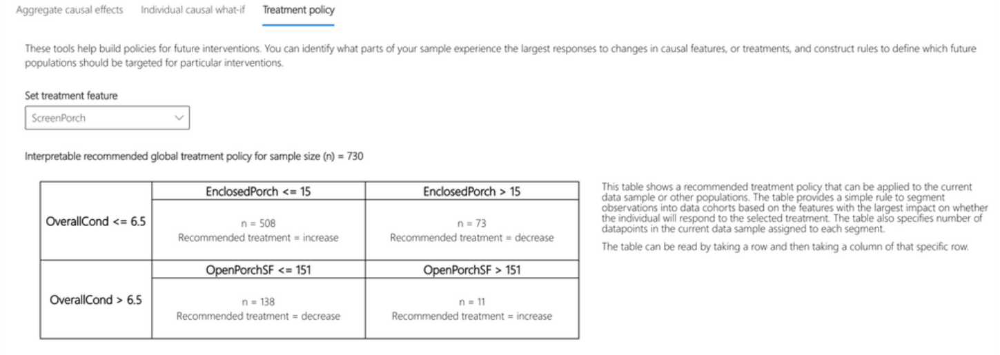 Aggregate causal effects Individual causal what-if Treatment policy
These tools help build policies for future interventions. You can identify what parts of your sample experience the largest responses to changes in causal features, or treatments, and construct rules to define which future
populations should be targeted for particular interventions.
Set treatment feature
ScreenPorch
Interpretable recommended global treatment policy for sample size (n) = 730
EnclosedPorch <= 15 EnclosedPorch > 15
OverallCond <= 6.5
n = 508 n = 73
Recommended treatment = increase Recommended treatment = decrease
OpenPorchSF <= 151 OpenPorchSF > 151
OverallCond > 6.5
n = 138 n = 11
Recommended treatment = decrease Recommended treatment = increase
This table shows a recommended treatment policy that can be applied to the current
data sample or other populations. The table provides a simple rule to segment
observations into data cohorts based on the features with the largest impact on whether
the individual will respond to the selected treatment. The table also specifies number of
datapoints in the current data sample assigned to each segment.
The table can be read by taking a row and then taking a column of that specific row.